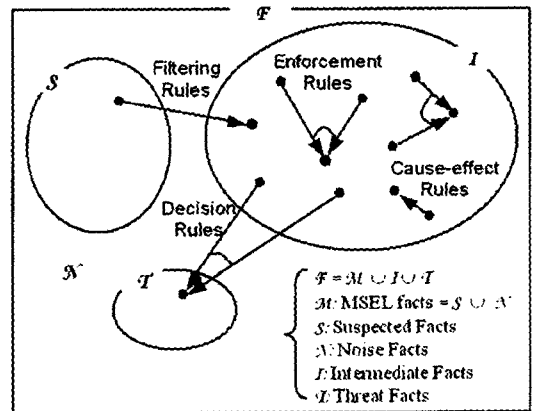 F
S
Filtering
Rules
Enforcement
Rules
I
Cause-effect
Rules
Decision
Rules
N
T
F = M ∪ I ∪ T
M: MSEL facts = S ∪ N
S: Suspected Facts
N: Noise Facts
I: Intermediate Facts
T: Threat Facts